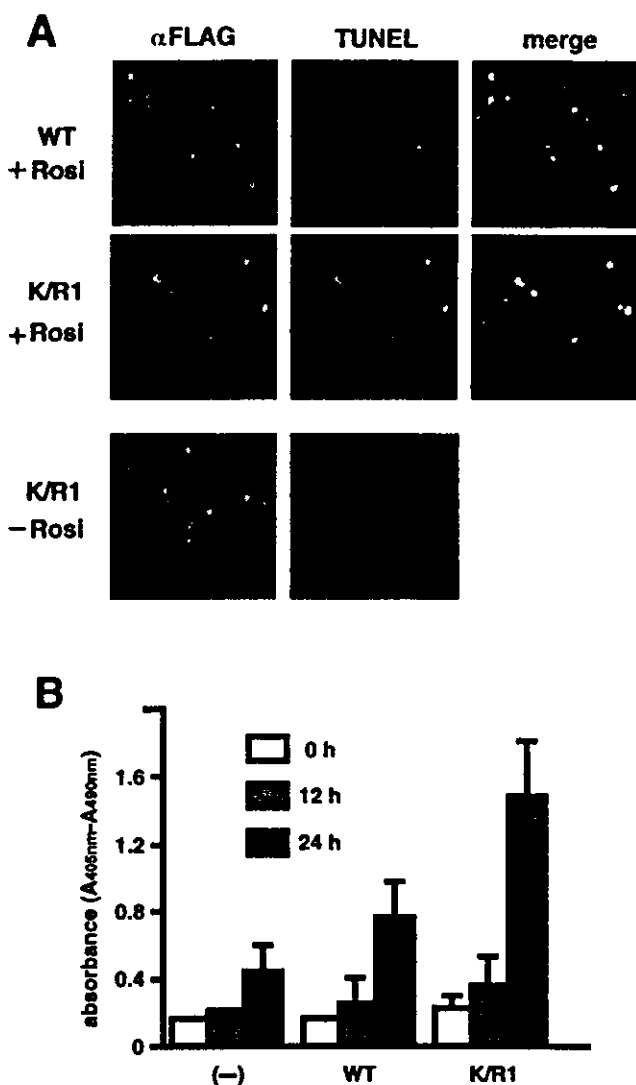 A
αFLAG TUNEL merge
WT
+Rosi
K/R1
+Rosi
K/R1
−Rosi
B
absorbance (A405nm–A490nm)
1.6
1.2
0.8
0.4
0
0 h
12 h
24 h
(—) WT K/R1